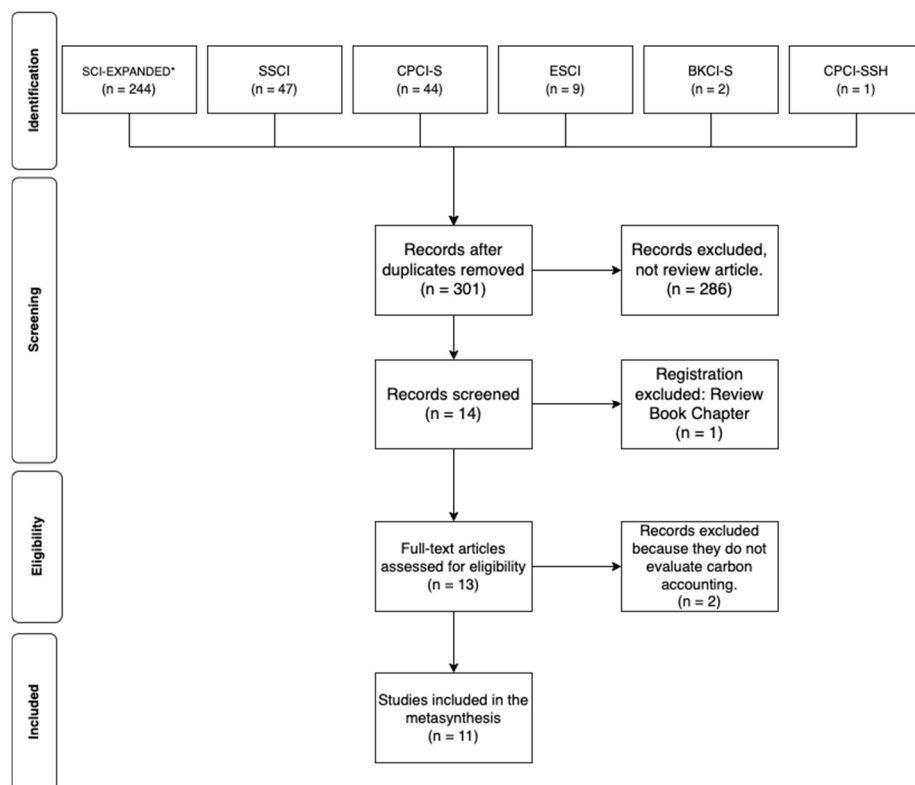 Identification
SCI-EXPANDED*
(n = 244)
SSCI
(n = 47)
CPCI-S
(n = 44)
ESCI
(n = 9)
BKCI-S
(n = 2)
CPCI-SSH
(n = 1)
Screening
Records after
duplicates removed
(n = 301)
Records excluded,
not review article.
(n = 286)
Records screened
(n = 14)
Registration
excluded: Review
Book Chapter
(n = 1)
Eligibility
Full-text articles
assessed for eligibility
(n = 13)
Records excluded
because they do not
evaluate carbon
accounting.
(n = 2)
Included
Studies included in the
metasynthesis
(n = 11)